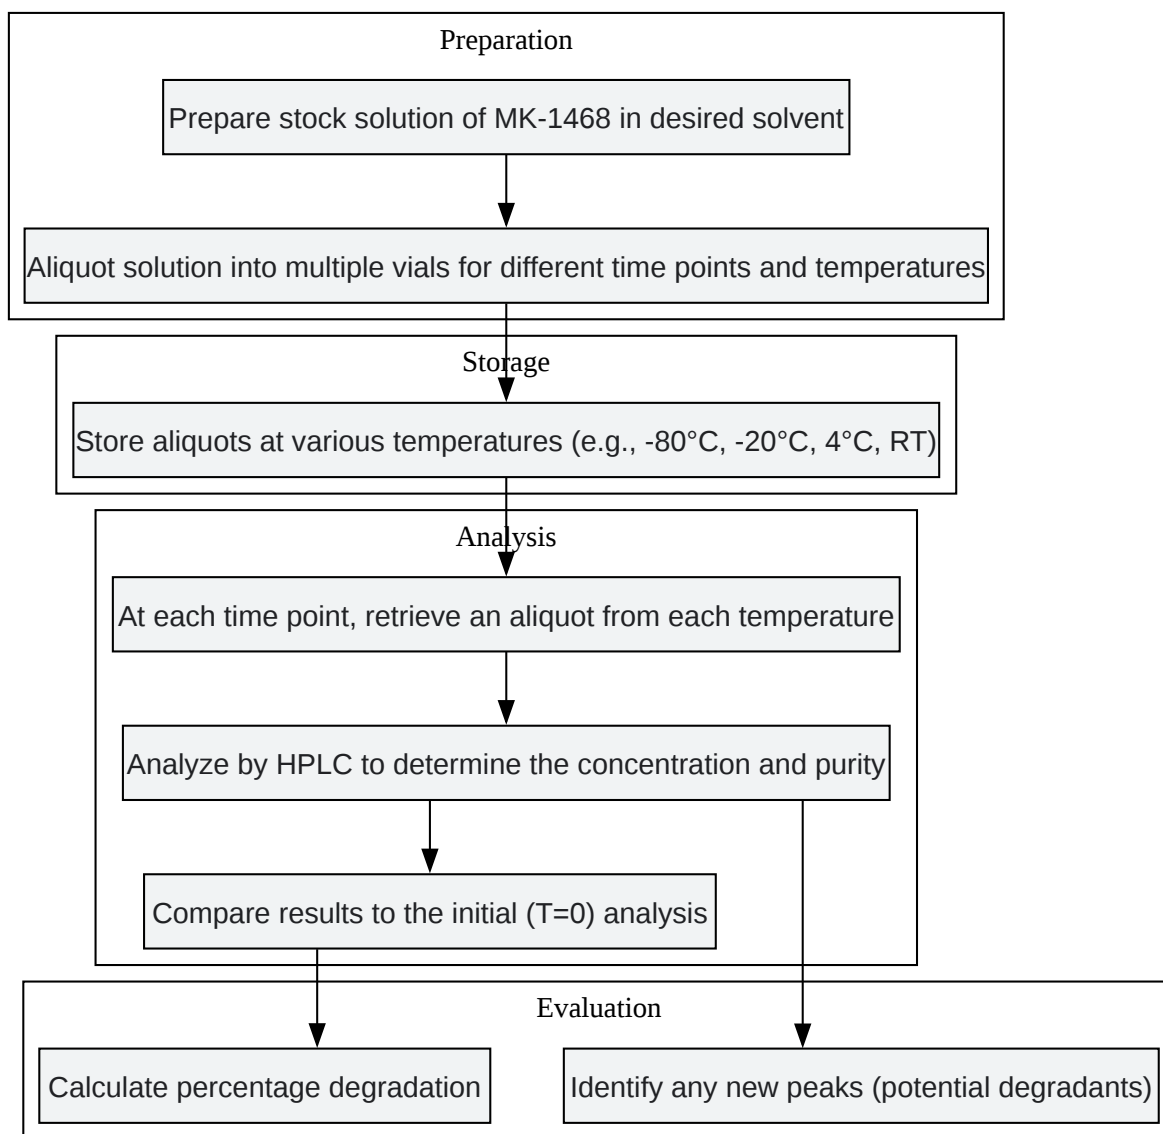 Preparation
Prepare stock solution of MK-1468 in desired solvent
Aliquot solution into multiple vials for different time points and temperatures
Storage
Store aliquots at various temperatures (e.g., -80°C, -20°C, 4°C, RT)
Analysis
At each time point, retrieve an aliquot from each temperature
Analyze by HPLC to determine the concentration and purity
Compare results to the initial (T=0) analysis
Evaluation
Calculate percentage degradation
Identify any new peaks (potential degradants)